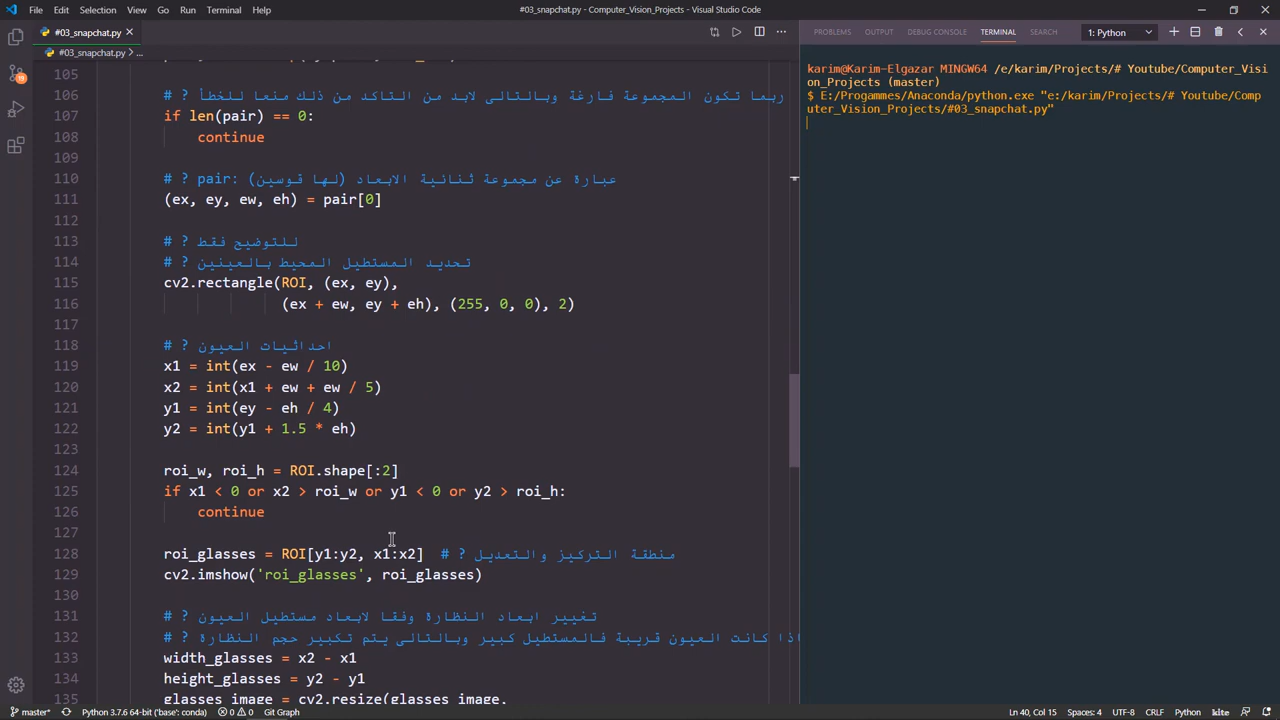 File Edit Selection View Go Run Terminal Help
#03_snapchat.py - Computer_Vision_Projects - Visual Studio Code
#03_snapchat.py
PROBLEMS OUTPUT DEBUG CONSOLE TERMINAL SEARCH
1: Python
#03_snapchat.py > ...
105
106 # ? ربما تكون المجموعة فارغة وبالتالى لابد من التاكد من ذلك منعا للخطأ
107 if len(pair) == 0:
108 continue
109
110 # ? pair: عبارة عن مجموعة ثنائية الابعاد (لها قوسين)
111 (ex, ey, ew, eh) = pair[0]
112
113 # ? للتوضيح فقط
114 # ? تحديد المستطيل المحيط بالعينين
115 cv2.rectangle(ROI, (ex, ey),
116 (ex + ew, ey + eh), (255, 0, 0), 2)
117
118 # ? احداثيات العيون
119 x1 = int(ex - ew / 10)
120 x2 = int(x1 + ew + ew / 5)
121 y1 = int(ey - eh / 4)
122 y2 = int(y1 + 1.5 * eh)
123
124 roi_w, roi_h = ROI.shape[:2]
125 if x1 < 0 or x2 > roi_w or y1 < 0 or y2 > roi_h:
126 continue
127
128 roi_glasses = ROI[y1:y2, x1:x2] # ? منطقة التركيز والتعديل
129 cv2.imshow('roi_glasses', roi_glasses)
130
131 # ? تغيير ابعاد النظارة وفقا لابعاد مستطيل العيون
132 # ? اذا كانت العيون قريبة فالمستطيل كبير وبالتالى يتم تكبير حجم النظارة
133 width_glasses = x2 - x1
134 height_glasses = y2 - y1
135 glasses_image = cv2.resize(glasses_image,
karim@Karim-Elgazar MINGW64 /e/karim/Projects/# Youtube/Computer_Visi
on_Projects (master)
$ E:/Progammes/Anaconda/python.exe "e:/karim/Projects/# Youtube/Comp
uter_Vision_Projects/#03_snapchat.py"
19
master* Python 3.7.6 64-bit ('base': conda) 0 0 Git Graph
Ln 40, Col 15 Spaces: 4 UTF-8 CRLF Python kite